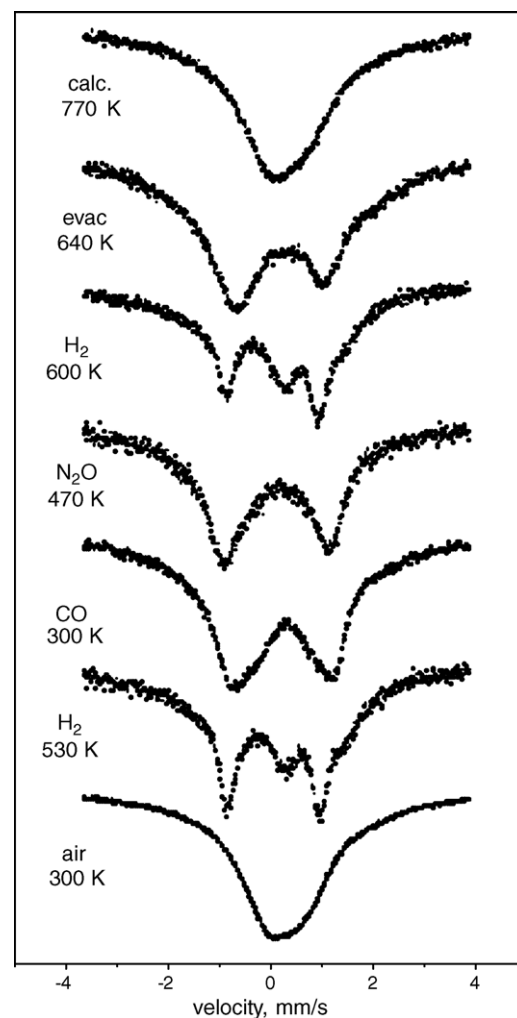 calc.
770 K
evac
640 K
H₂
600 K
N₂O
470 K
CO
300 K
H₂
530 K
air
300 K
-4 -2 0 2 4
velocity, mm/s